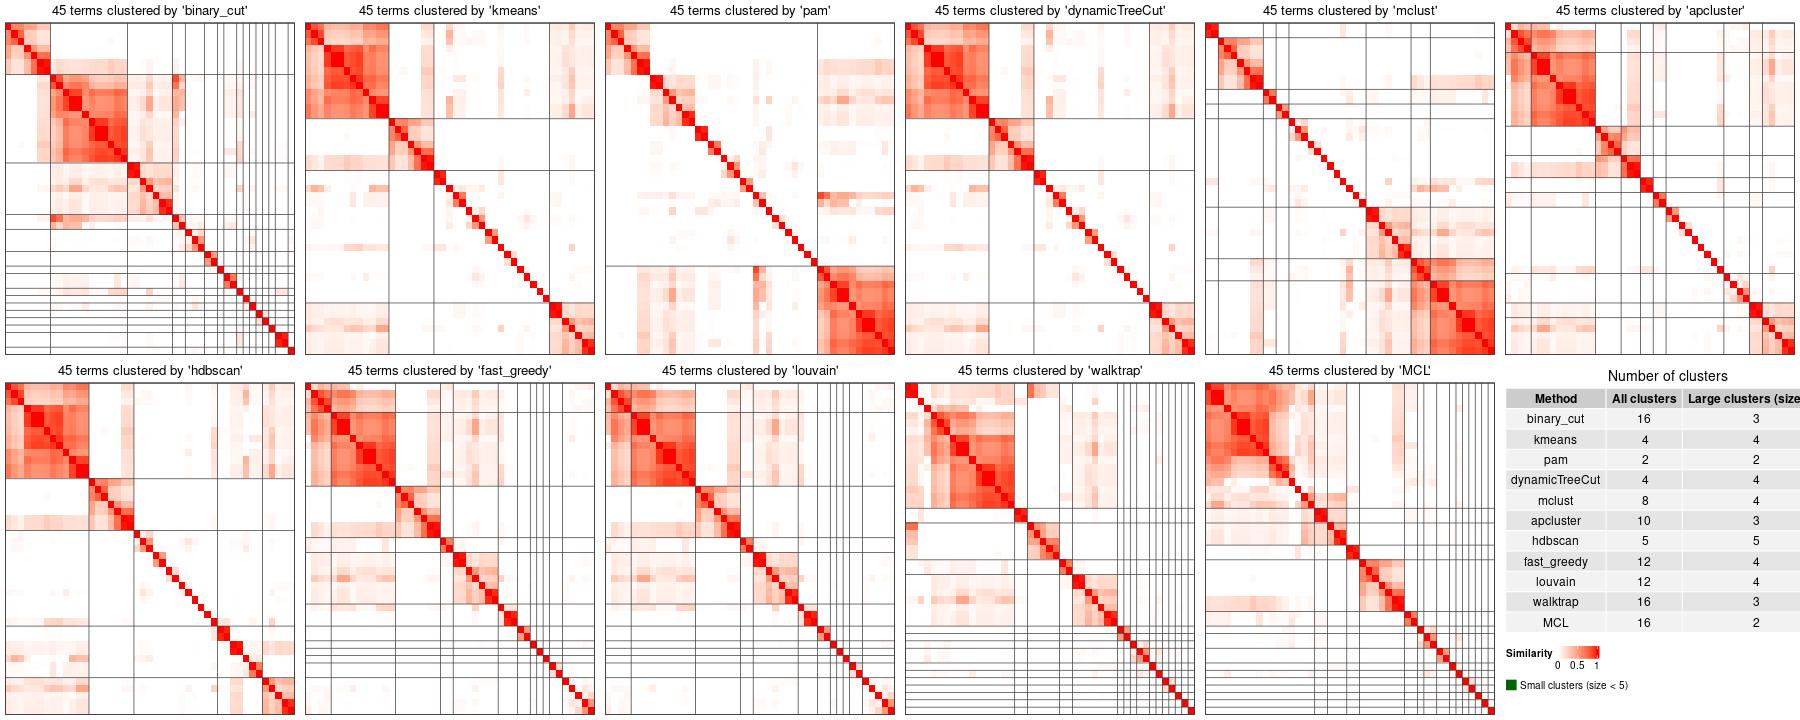 45 terms clustered by 'binary_cut'
45 terms clustered by 'kmeans'
45 terms clustered by 'pam'
45 terms clustered by 'dynamicTreeCut'
45 terms clustered by 'mclust'
45 terms clustered by 'apcluster'
45 terms clustered by 'hdbscan'
45 terms clustered by 'fast_greedy'
45 terms clustered by 'louvain'
45 terms clustered by 'walktrap'
45 terms clustered by 'MCL'
Number of clusters
Method All clusters Large clusters (size
binary_cut 16 3
kmeans 4 4
pam 2 2
dynamicTreeCut 4 4
mclust 8 4
apcluster 10 3
hdbscan 5 5
fast_greedy 12 4
louvain 12 4
walktrap 16 3
MCL 16 2
Similarity
0 0.5 1
Small clusters (size < 5)